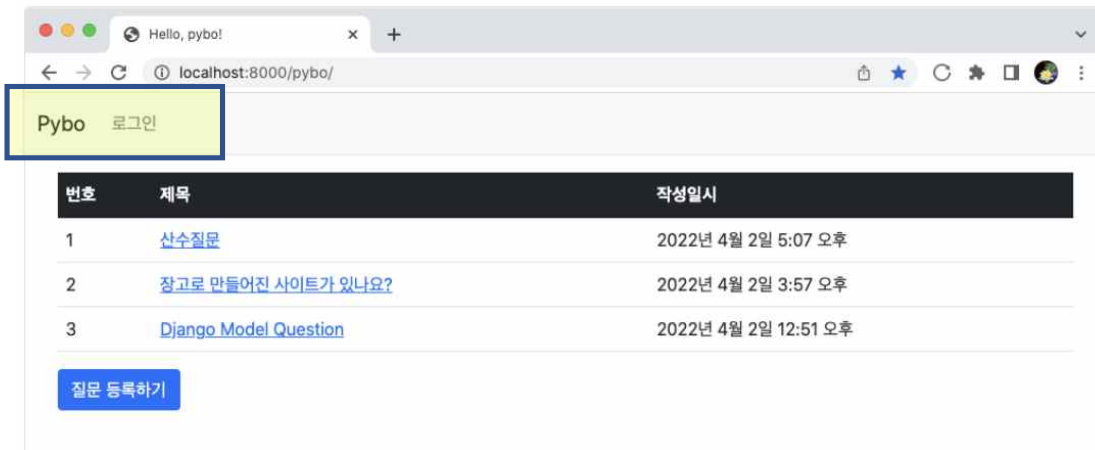 Hello, pybo!
localhost:8000/pybo/
Pybo 로그인
번호 제목 작성일시
1 산수질문 2022년 4월 2일 5:07 오후
2 장고로 만들어진 사이트가 있나요? 2022년 4월 2일 3:57 오후
3 Django Model Question 2022년 4월 2일 12:51 오후
질문 등록하기